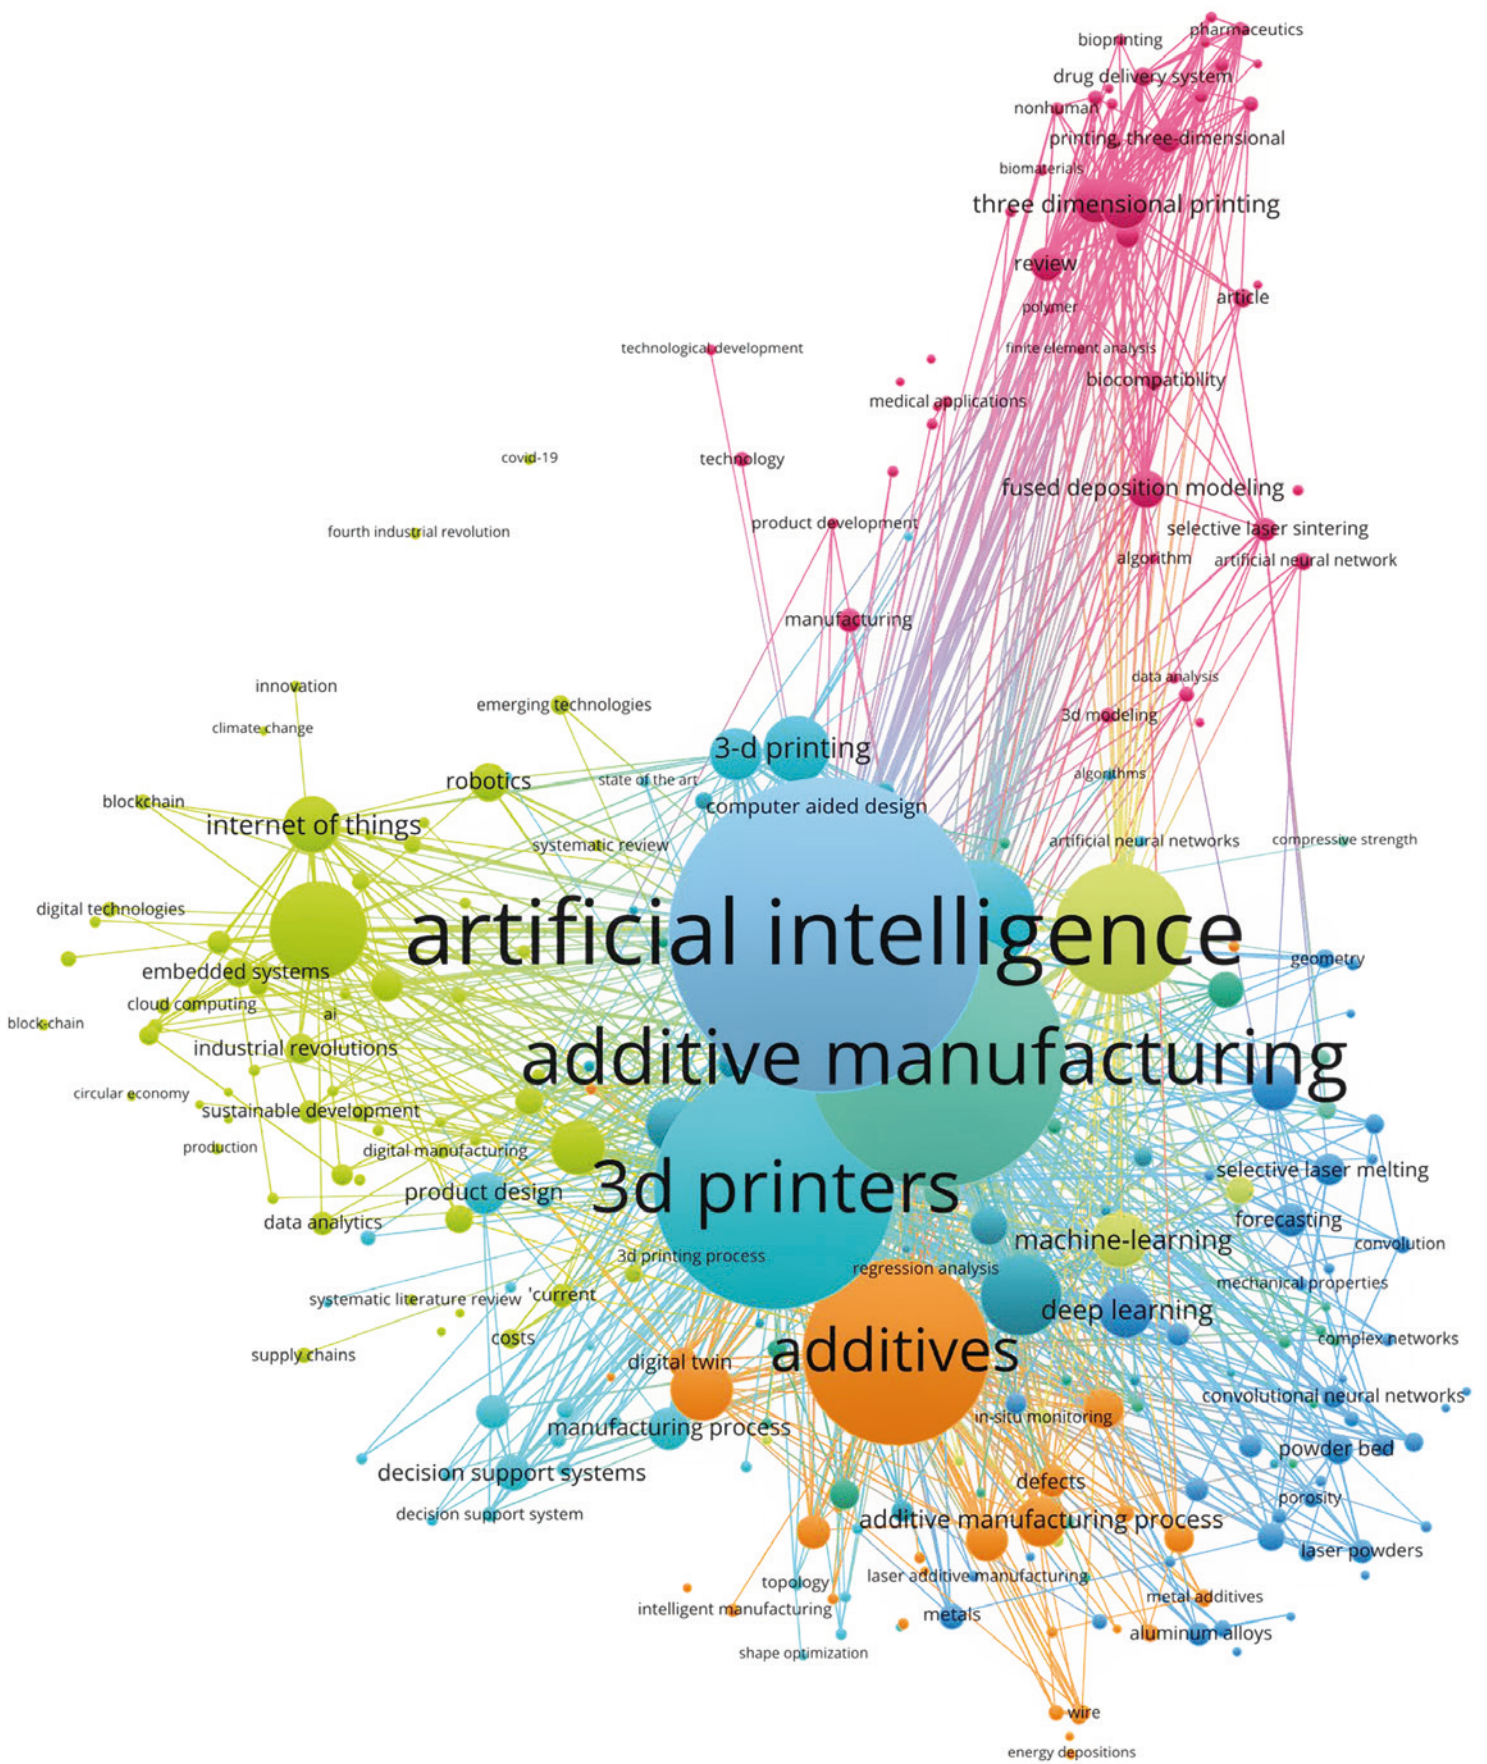 pharmaceutics
bioprinting
drug delivery system
nonhuman
printing, three-dimensional
biomaterials
three dimensional printing
review
article
polymer
technological development
finite element analysis
biocompatibility
medical applications
covid-19
technology
fused deposition modeling
product development
selective laser sintering
fourth industrial revolution
algorithm
artificial neural network
manufacturing
data analysis
innovation
emerging technologies
3d modeling
climate change
3-d printing
robotics
state of the art
algorithms
blockchain
computer aided design
internet of things
systematic review
artificial neural networks
compressive strength
digital technologies
artificial intelligence
geometry
embedded systems
cloud computing
ai
block-chain
industrial revolutions
additive manufacturing
circular economy
sustainable development
production
digital manufacturing
selective laser melting
product design
3d printers
data analytics
forecasting
machine-learning
convolution
3d printing process
regression analysis
mechanical properties
systematic literature review
'current
deep learning
costs
complex networks
supply chains
digital twin
additives
convolutional neural networks
in-situ monitoring
manufacturing process
powder bed
decision support systems
defects
porosity
decision support system
additive manufacturing process
laser powders
topology
laser additive manufacturing
metal additives
intelligent manufacturing
metals
aluminum alloys
shape optimization
wire
energy depositions